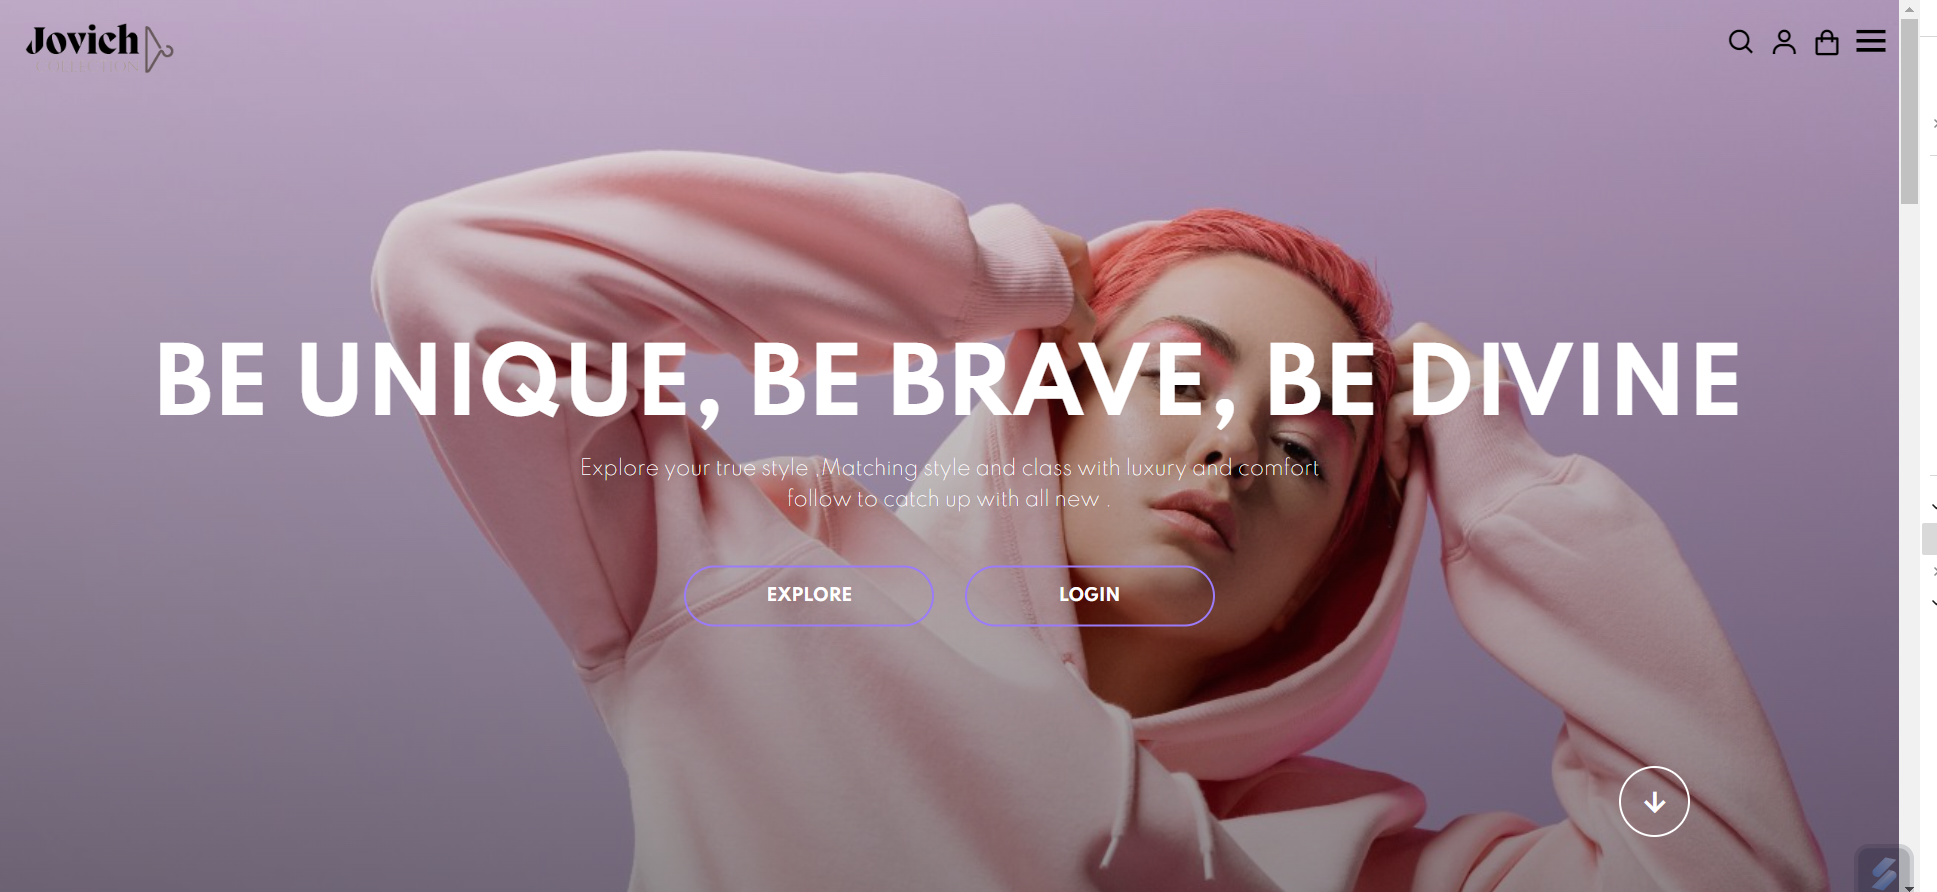 Jovich
COLLECTION
BE UNIQUE, BE BRAVE, BE DIVINE
Explore your true style ,Matching style and class with luxury and comfort
follow to catch up with all new .
EXPLORE
LOGIN